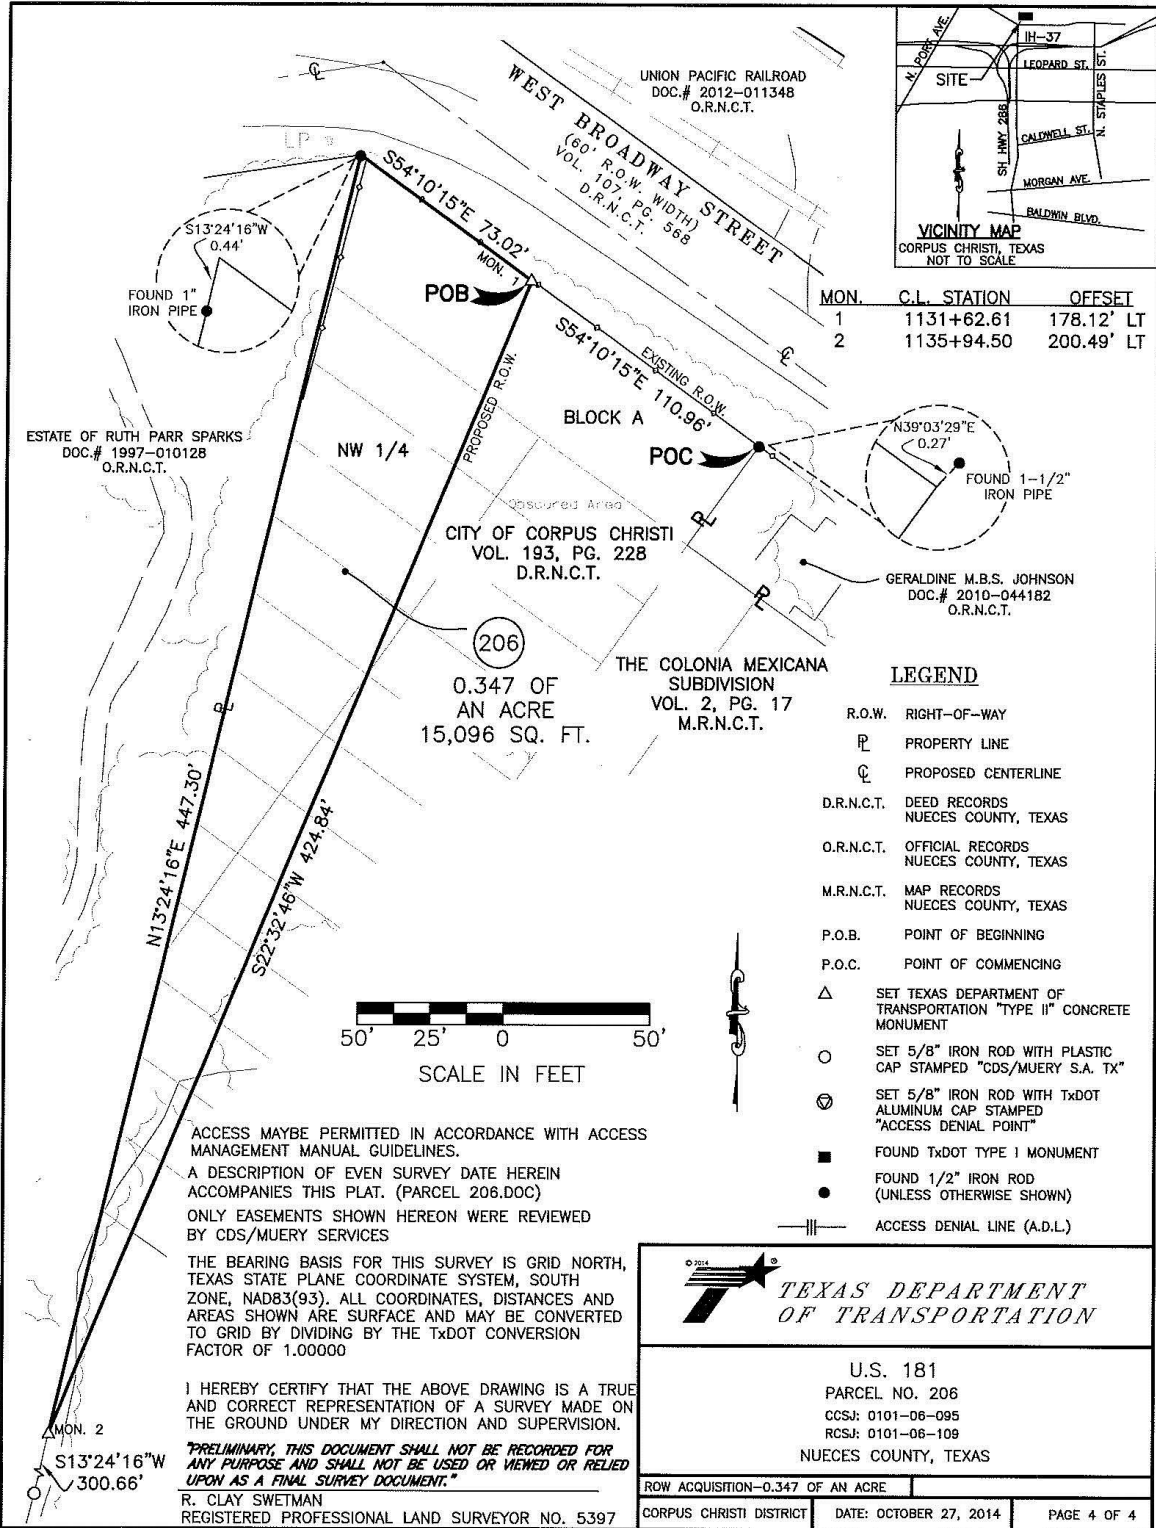 UNION PACIFIC RAILROAD
DOC.# 2012-011348
O.R.N.C.T.
WEST BROADWAY STREET
(60' R.O.W. WIDTH)
VOL. 107, PG. 568
D.R.N.C.T.
N. PORT AVE.
IH-37
LEOPARD ST.
SITE
N. STAPLES ST.
SH HWY 286
CALDWELL ST.
MORGAN AVE.
BALDWIN BLVD.
VICINITY MAP
CORPUS CHRISTI, TEXAS
NOT TO SCALE
MON. C.L. STATION OFFSET
1 1131+62.61 178.12' LT
2 1135+94.50 200.49' LT
LP
S54°10'15"E 73.02'
MON. 1
POB
S13°24'16"W
0.44'
FOUND 1"
IRON PIPE
S54°10'15"E 110.96'
EXISTING R.O.W.
PROPOSED R.O.W.
BLOCK A
POC
N39°03'29"E
0.27'
FOUND 1-1/2"
IRON PIPE
ESTATE OF RUTH PARR SPARKS
DOC.# 1997-010128
O.R.N.C.T.
NW 1/4
Obscured Area
CITY OF CORPUS CHRISTI
VOL. 193, PG. 228
D.R.N.C.T.
GERALDINE M.B.S. JOHNSON
DOC.# 2010-044182
O.R.N.C.T.
206
0.347 OF
AN ACRE
15,096 SQ. FT.
THE COLONIA MEXICANA
SUBDIVISION
VOL. 2, PG. 17
M.R.N.C.T.
N13°24'16"E 447.30'
S22°32'46"W 424.84'
LEGEND
R.O.W. RIGHT-OF-WAY
PL PROPERTY LINE
CL PROPOSED CENTERLINE
D.R.N.C.T. DEED RECORDS
NUECES COUNTY, TEXAS
O.R.N.C.T. OFFICIAL RECORDS
NUECES COUNTY, TEXAS
M.R.N.C.T. MAP RECORDS
NUECES COUNTY, TEXAS
P.O.B. POINT OF BEGINNING
P.O.C. POINT OF COMMENCING
SET TEXAS DEPARTMENT OF
TRANSPORTATION "TYPE II" CONCRETE
MONUMENT
SET 5/8" IRON ROD WITH PLASTIC
CAP STAMPED "CDS/MUERY S.A. TX"
SET 5/8" IRON ROD WITH TxDOT
ALUMINUM CAP STAMPED
"ACCESS DENIAL POINT"
FOUND TxDOT TYPE I MONUMENT
FOUND 1/2" IRON ROD
(UNLESS OTHERWISE SHOWN)
ACCESS DENIAL LINE (A.D.L.)
50' 25' 0 50'
SCALE IN FEET
ACCESS MAYBE PERMITTED IN ACCORDANCE WITH ACCESS
MANAGEMENT MANUAL GUIDELINES.
A DESCRIPTION OF EVEN SURVEY DATE HEREIN
ACCOMPANIES THIS PLAT. (PARCEL 206.DOC)
ONLY EASEMENTS SHOWN HEREON WERE REVIEWED
BY CDS/MUERY SERVICES
THE BEARING BASIS FOR THIS SURVEY IS GRID NORTH,
TEXAS STATE PLANE COORDINATE SYSTEM, SOUTH
ZONE, NAD83(93). ALL COORDINATES, DISTANCES AND
AREAS SHOWN ARE SURFACE AND MAY BE CONVERTED
TO GRID BY DIVIDING BY THE TxDOT CONVERSION
FACTOR OF 1.00000
I HEREBY CERTIFY THAT THE ABOVE DRAWING IS A TRUE
AND CORRECT REPRESENTATION OF A SURVEY MADE ON
THE GROUND UNDER MY DIRECTION AND SUPERVISION.
"PRELIMINARY, THIS DOCUMENT SHALL NOT BE RECORDED FOR
ANY PURPOSE AND SHALL NOT BE USED OR VIEWED OR RELIED
UPON AS A FINAL SURVEY DOCUMENT."
R. CLAY SWETMAN
REGISTERED PROFESSIONAL LAND SURVEYOR NO. 5397
MON. 2
S13°24'16"W
300.66'
© 2014 ®
TEXAS DEPARTMENT
OF TRANSPORTATION
U.S. 181
PARCEL NO. 206
CCSJ: 0101-06-095
RCSJ: 0101-06-109
NUECES COUNTY, TEXAS
ROW ACQUISITION-0.347 OF AN ACRE
CORPUS CHRISTI DISTRICT DATE: OCTOBER 27, 2014 PAGE 4 OF 4